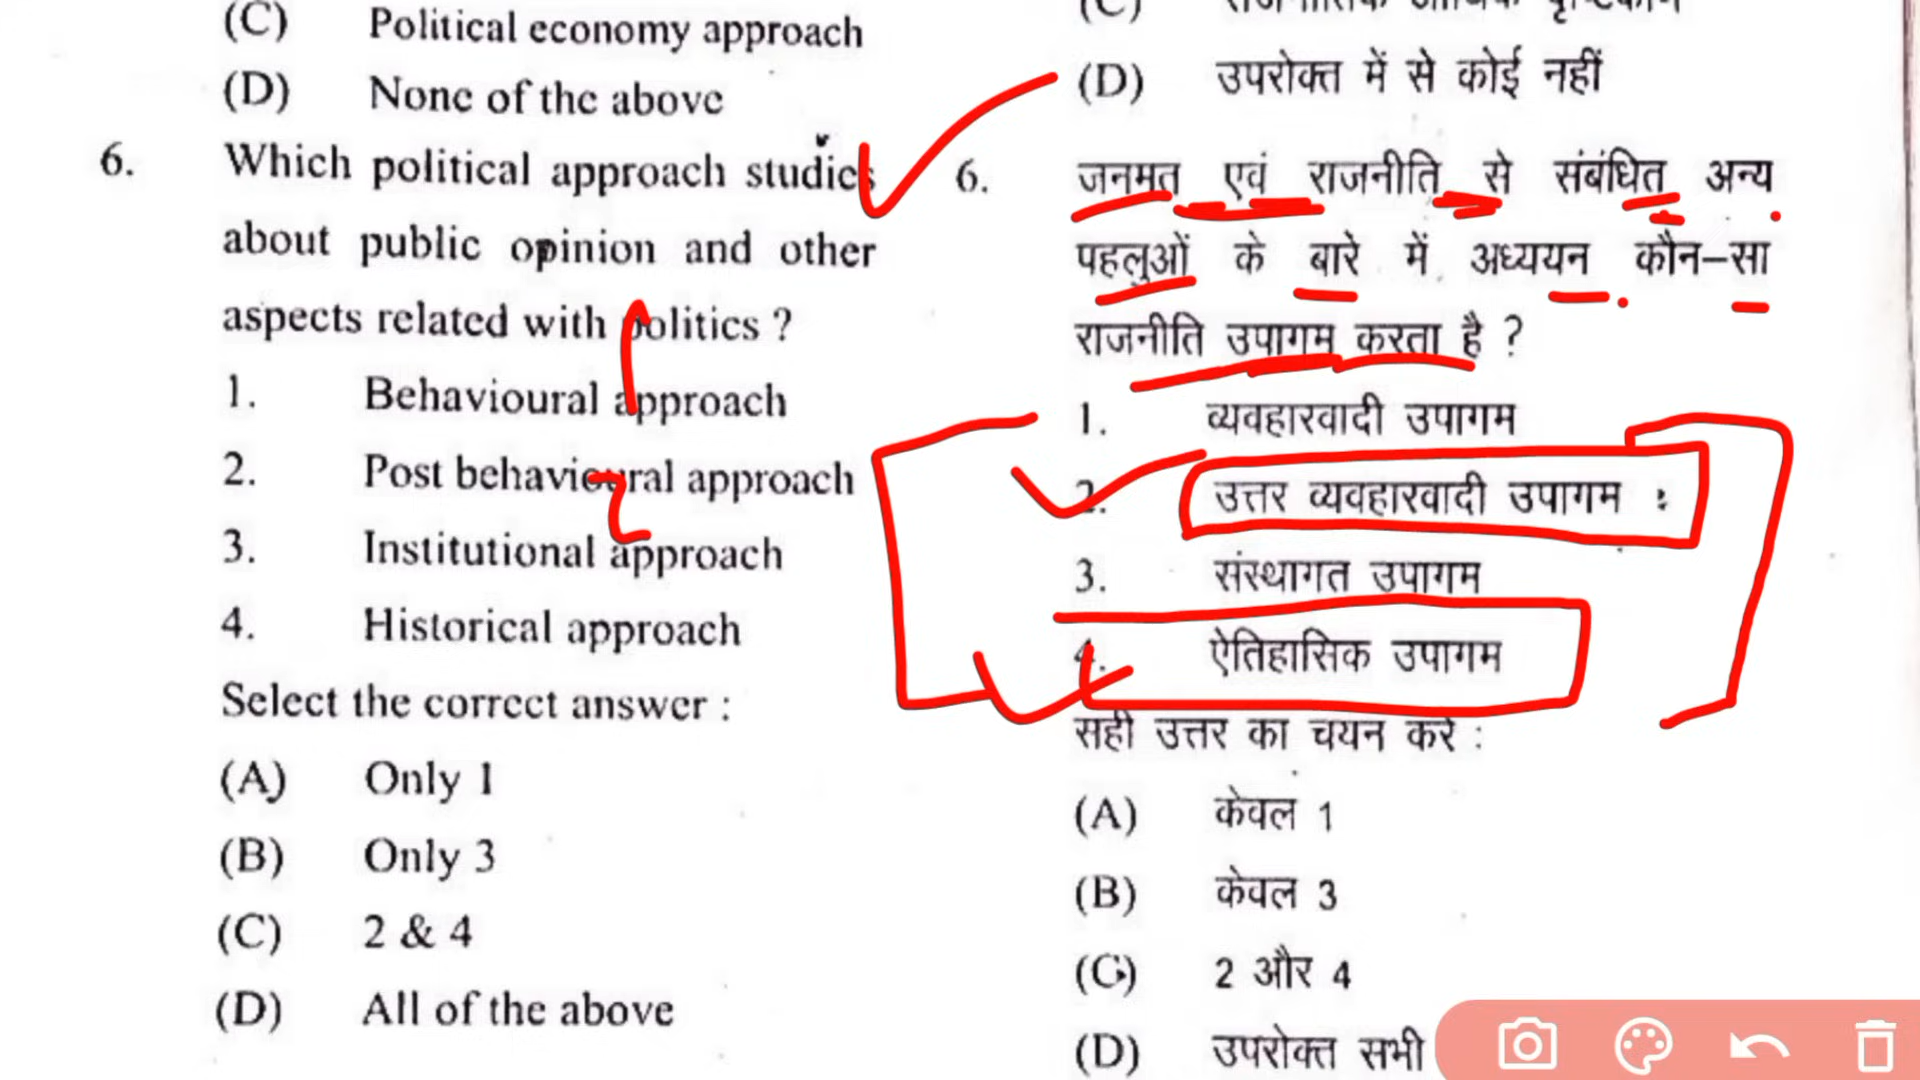 (C) Political economy approach
(D) None of the above
6. Which political approach studies
about public opinion and other
aspects related with politics ?
1. Behavioural approach
2. Post behavioural approach
3. Institutional approach
4. Historical approach
Select the correct answer :
(A) Only 1
(B) Only 3
(C) 2 & 4
(D) All of the above
(D) उपरोक्त में से कोई नहीं
6. जनमत एवं राजनीति से संबंधित अन्य
पहलुओं के बारे में अध्ययन कौन-सा
राजनीति उपागम करता है ?
1. व्यवहारवादी उपागम
2. उत्तर व्यवहारवादी उपागम
3. संस्थागत उपागम
4. ऐतिहासिक उपागम
सही उत्तर का चयन करें :
(A) केवल 1
(B) केवल 3
(C) 2 और 4
(D) उपरोक्त सभी